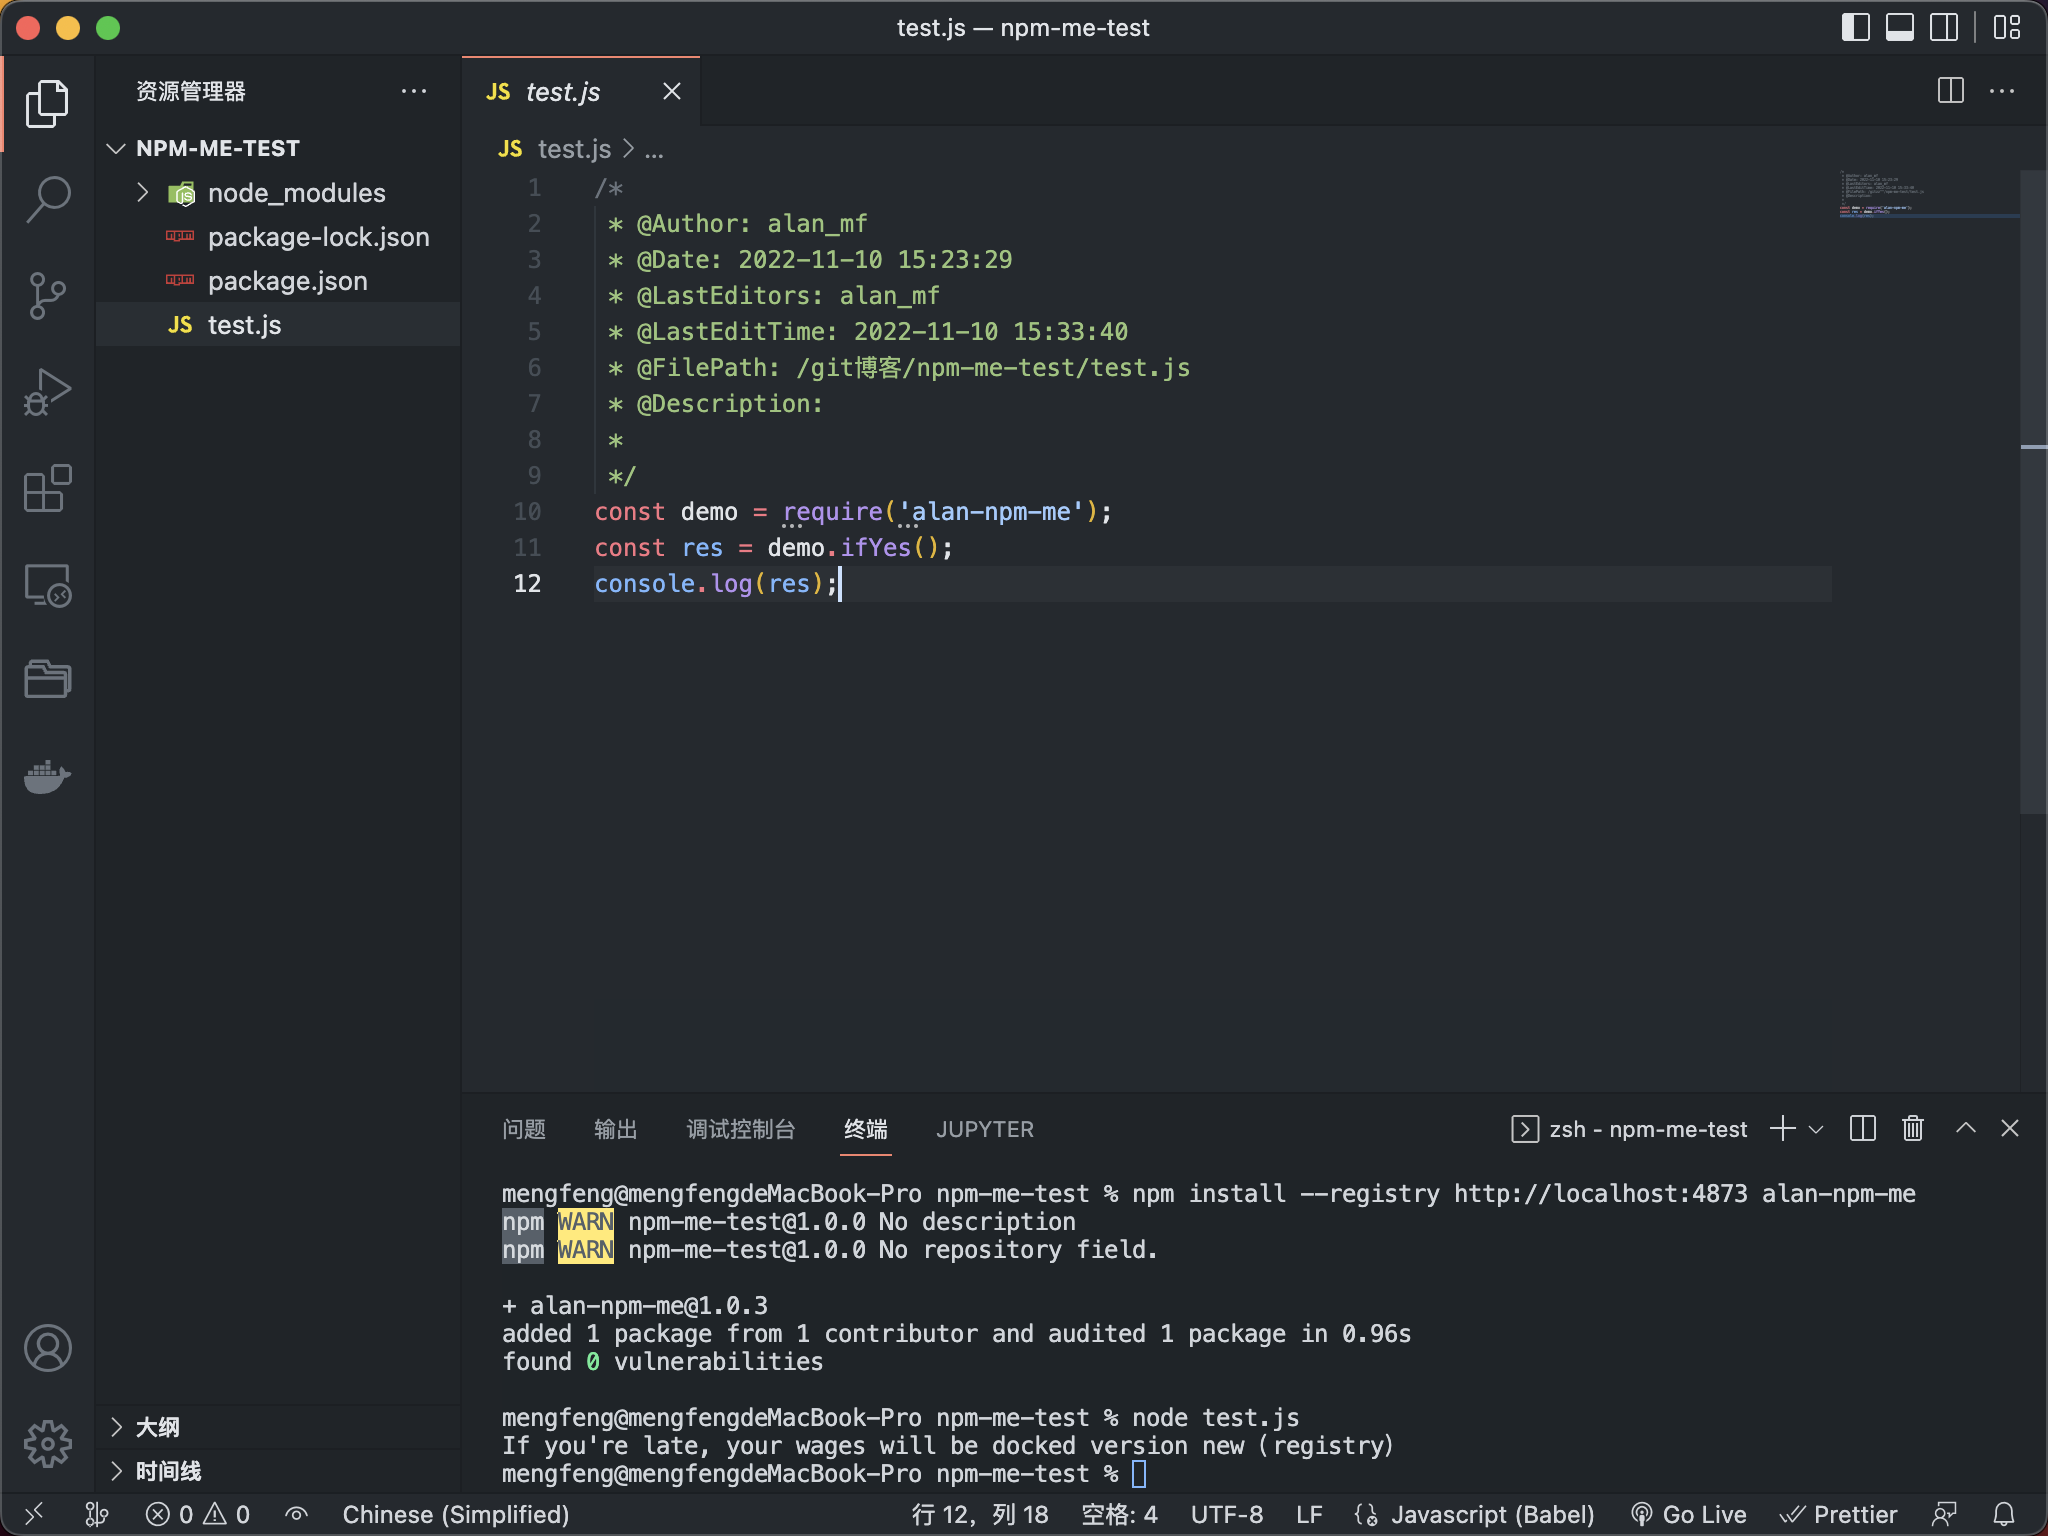 test.js — npm-me-test
资源管理器
NPM-ME-TEST
node_modules
package-lock.json
package.json
JS test.js
大纲
时间线
JS test.js
JS test.js > ...
1 /*
2 * @Author: alan_mf
3 * @Date: 2022-11-10 15:23:29
4 * @LastEditors: alan_mf
5 * @LastEditTime: 2022-11-10 15:33:40
6 * @FilePath: /git博客/npm-me-test/test.js
7 * @Description:
8 *
9 */
10 const demo = require('alan-npm-me');
11 const res = demo.ifYes();
12 console.log(res);
问题 输出 调试控制台 终端 JUPYTER zsh - npm-me-test
mengfeng@mengfengdeMacBook-Pro npm-me-test % npm install --registry http://localhost:4873 alan-npm-me
npm WARN npm-me-test@1.0.0 No description
npm WARN npm-me-test@1.0.0 No repository field.
+ alan-npm-me@1.0.3
added 1 package from 1 contributor and audited 1 package in 0.96s
found 0 vulnerabilities
mengfeng@mengfengdeMacBook-Pro npm-me-test % node test.js
If you're late, your wages will be docked version new (registry)
mengfeng@mengfengdeMacBook-Pro npm-me-test %
0 0 Chinese (Simplified) 行 12，列 18 空格: 4 UTF-8 LF Javascript (Babel) Go Live Prettier